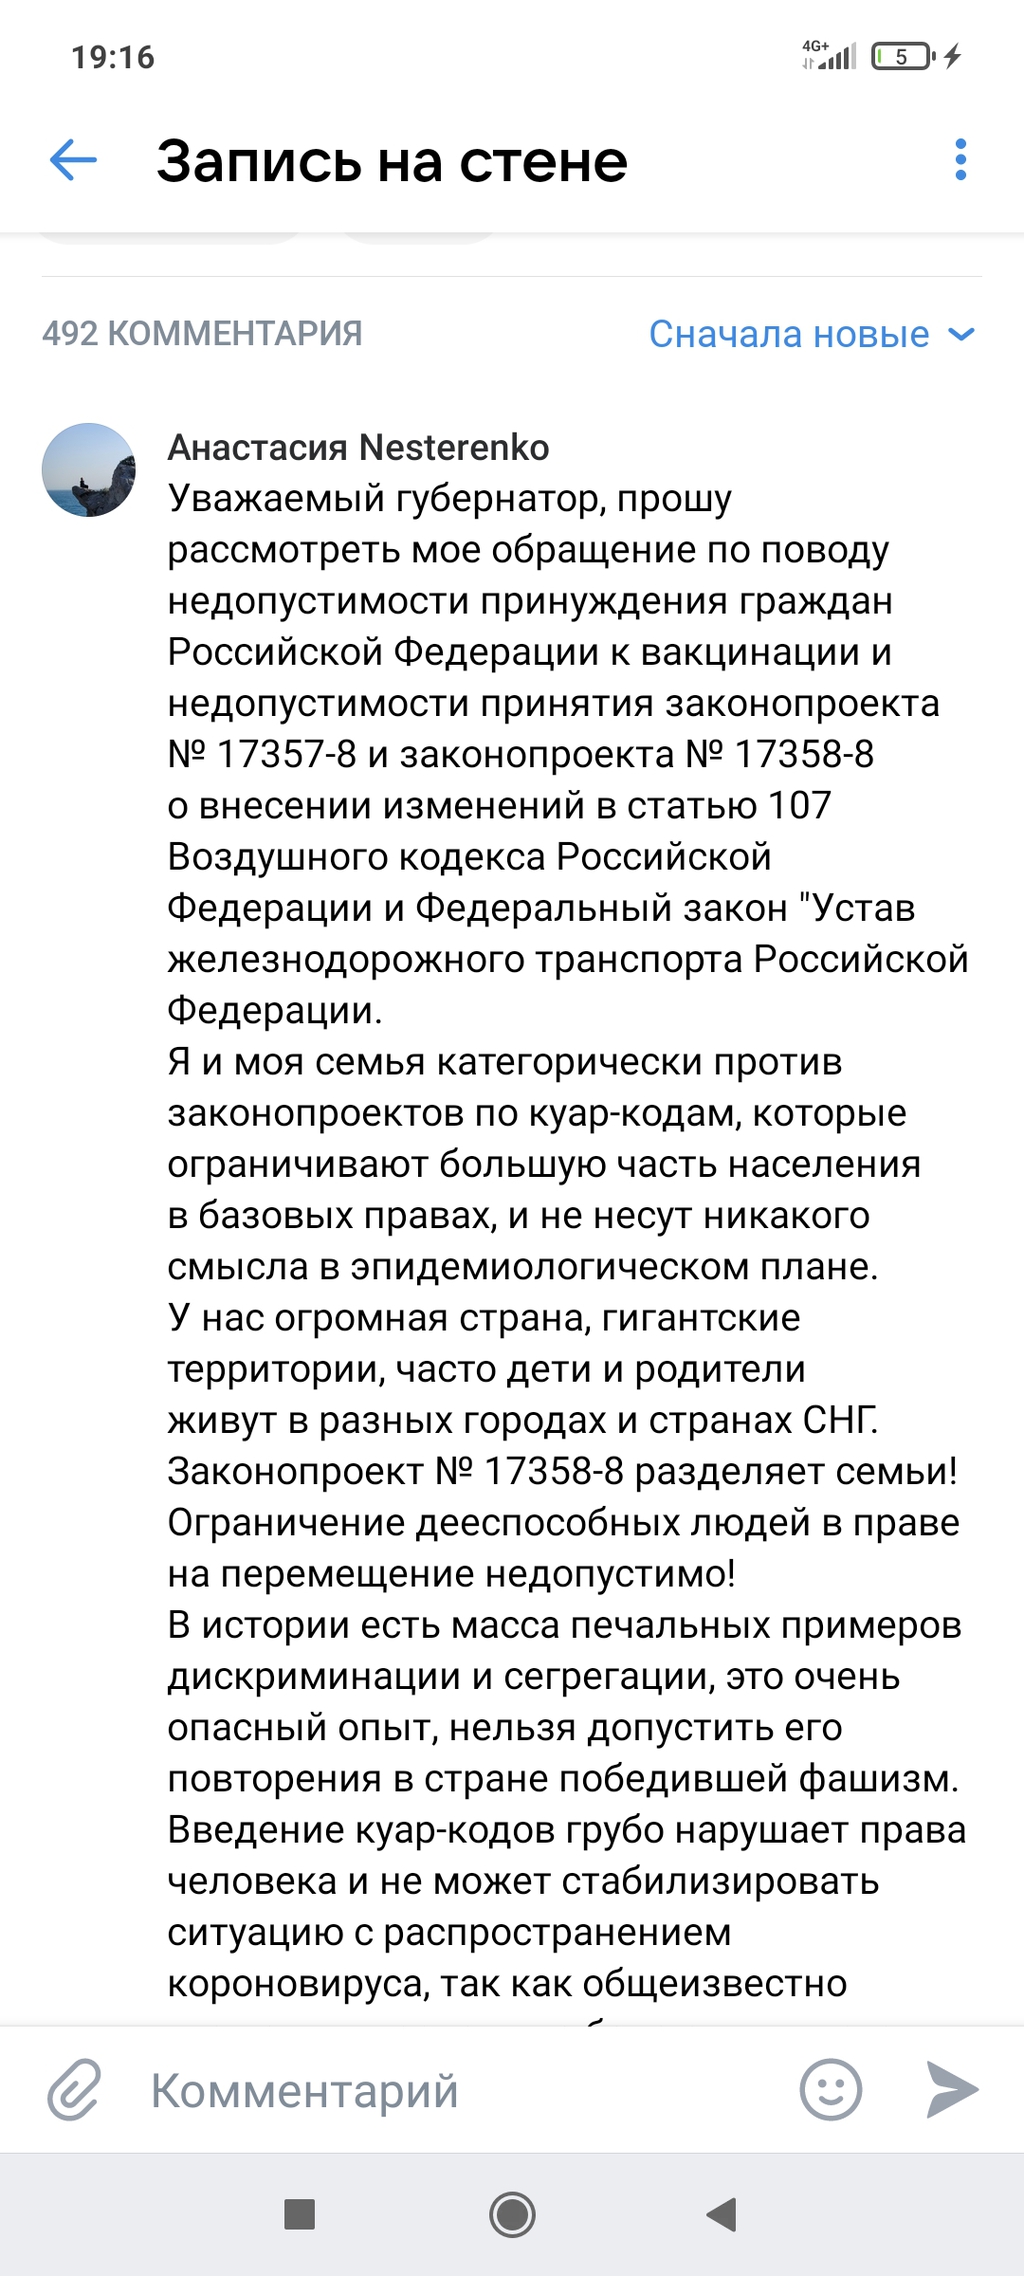 19:16
4G+
5
Запись на стене
492 КОММЕНТАРИЯ
Сначала новые
Анастасия Nesterenko
Уважаемый губернатор, прошу
рассмотреть мое обращение по поводу
недопустимости принуждения граждан
Российской Федерации к вакцинации и
недопустимости принятия законопроекта
№ 17357-8 и законопроекта № 17358-8
о внесении изменений в статью 107
Воздушного кодекса Российской
Федерации и Федеральный закон "Устав
железнодорожного транспорта Российской
Федерации.
Я и моя семья категорически против
законопроектов по куар-кодам, которые
ограничивают большую часть населения
в базовых правах, и не несут никакого
смысла в эпидемиологическом плане.
У нас огромная страна, гигантские
территории, часто дети и родители
живут в разных городах и странах СНГ.
Законопроект № 17358-8 разделяет семьи!
Ограничение дееспособных людей в праве
на перемещение недопустимо!
В истории есть масса печальных примеров
дискриминации и сегрегации, это очень
опасный опыт, нельзя допустить его
повторения в стране победившей фашизм.
Введение куар-кодов грубо нарушает права
человека и не может стабилизировать
ситуацию с распространением
короновируса, так как общеизвестно
Комментарий